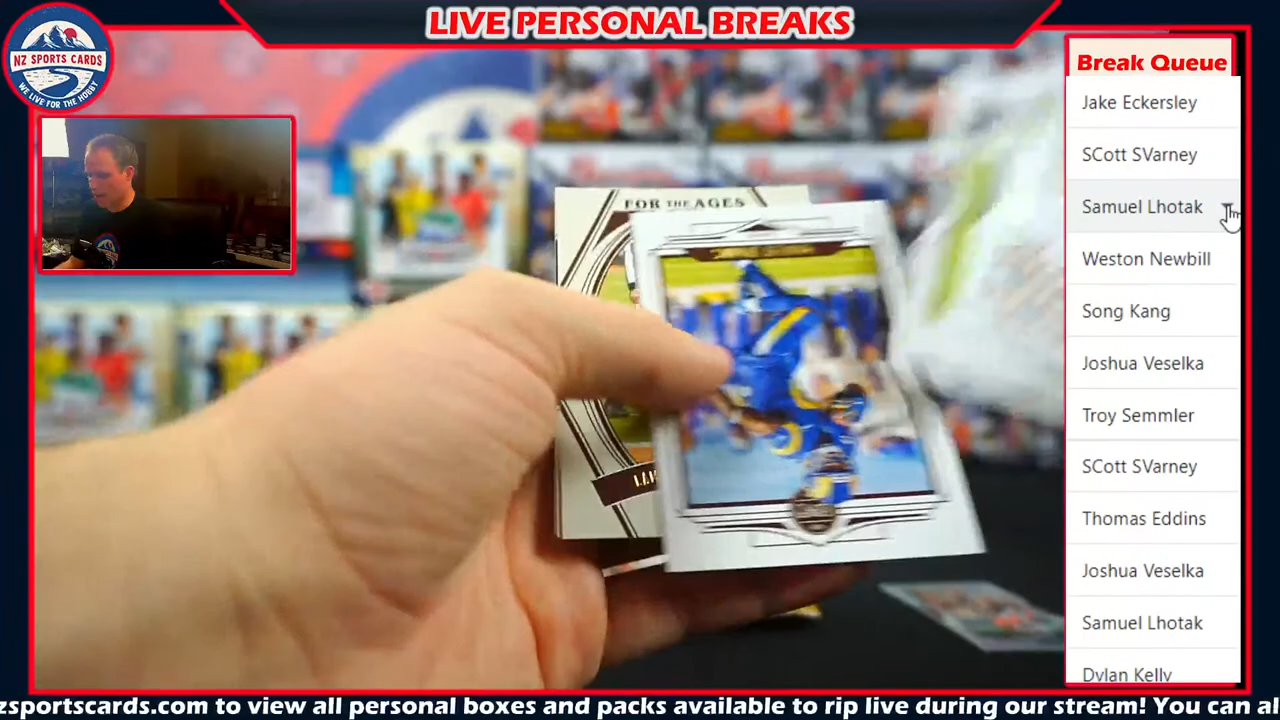 LIVE PERSONAL BREAKS
NZ SPORTS CARDS
WE LIVE FOR THE HOBBY
Break Queue
Jake Eckersley
SCott SVarney
Samuel Lhotak
Weston Newbill
Song Kang
Joshua Veselka
Troy Semmler
SCott SVarney
Thomas Eddins
Joshua Veselka
Samuel Lhotak
Dylan Kelly
FOR THE AGES
zsportscards.com to view all personal boxes and packs available to rip live during our stream! You can al